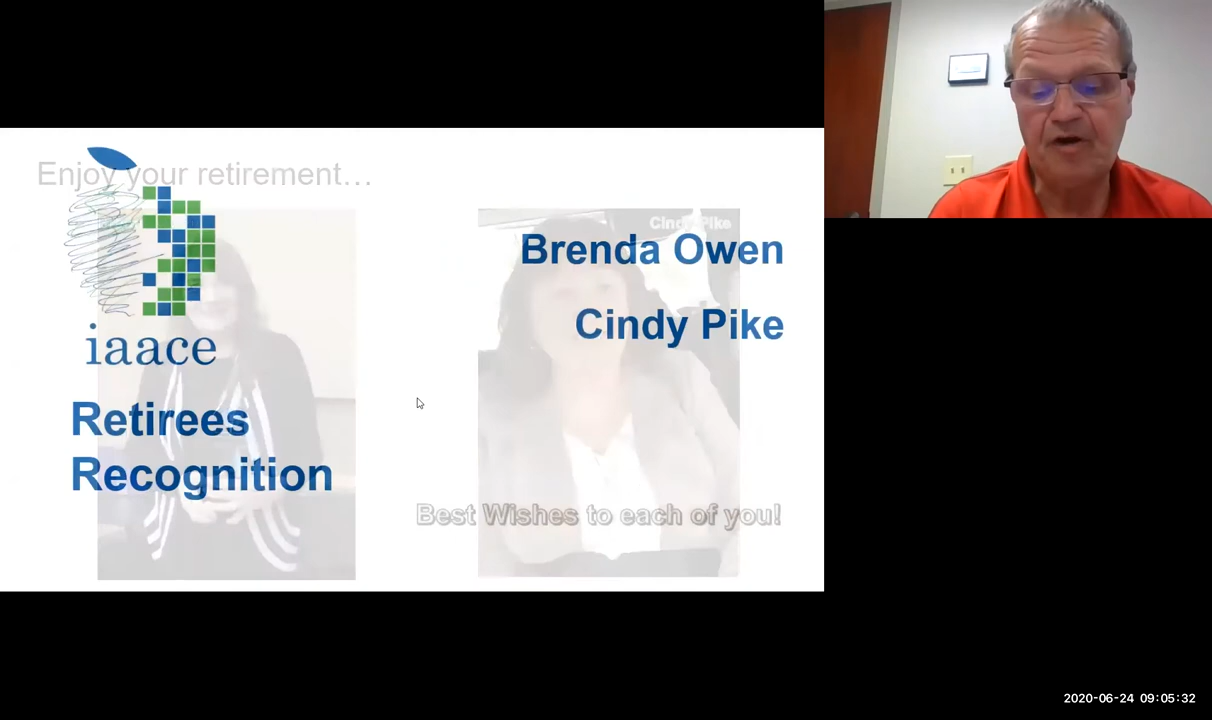 Enjoy your retirement…
Cindy Pike
Brenda Owen
Cindy Pike
iaace
Retirees
Recognition
Best Wishes to each of you!
2020-06-24 09:05:32